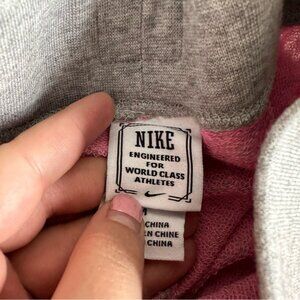 NIKE
ENGINEERED
FOR
WORLD CLASS
ATHLETES
CHINA
EN CHINE
CHINA